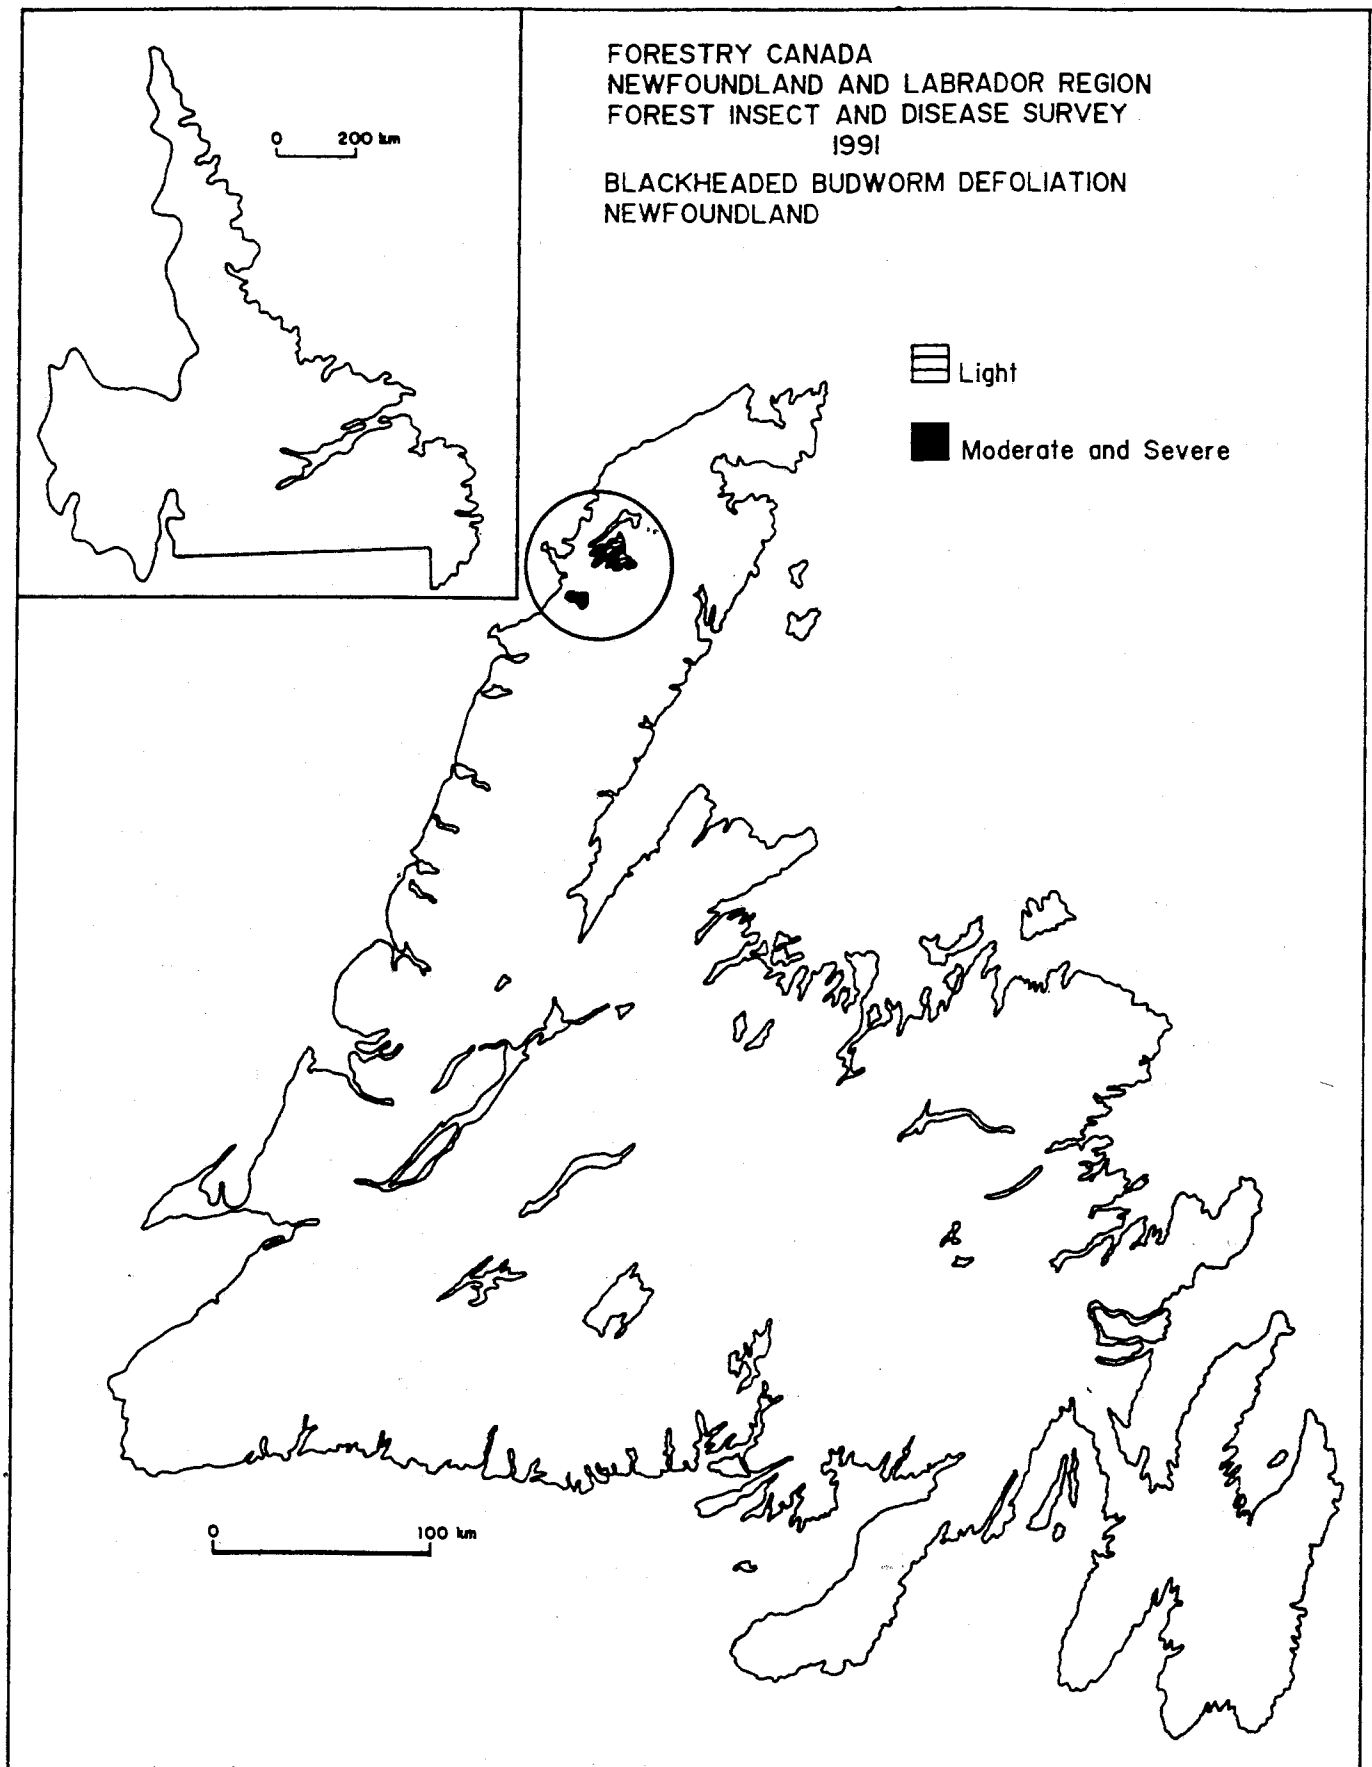 FORESTRY CANADA
NEWFOUNDLAND AND LABRADOR REGION
FOREST INSECT AND DISEASE SURVEY
1991
BLACKHEADED BUDWORM DEFOLIATION
NEWFOUNDLAND
0 200 km
Light
Moderate and Severe
0 100 km